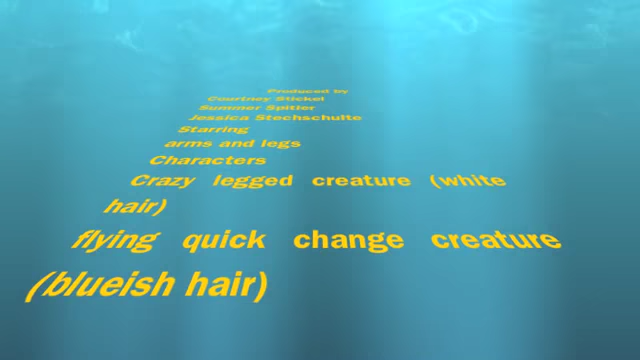 Produced by
Courtney Stickel
Summer Spitler
Jessica Stechschulte
Starring
arms and legs
Characters
Crazy legged creature (white
hair)
flying quick change creature
(blueish hair)